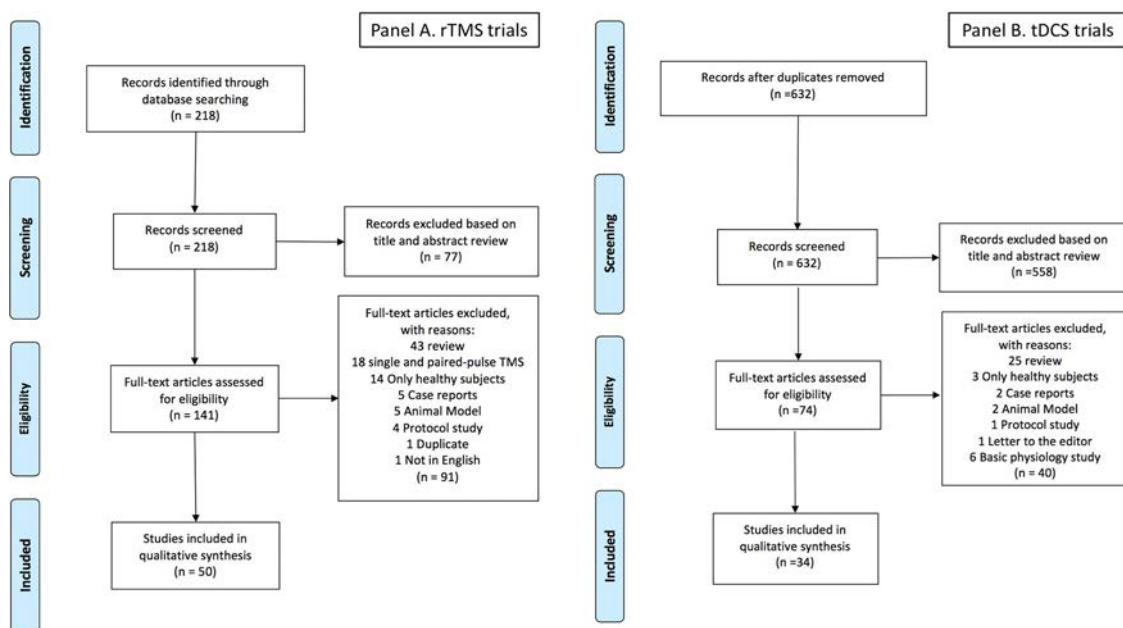 Panel A. rTMS trials
Identification
Records identified through
database searching
(n = 218)
Screening
Records screened
(n = 218)
Records excluded based on
title and abstract review
(n = 77)
Eligibility
Full-text articles assessed
for eligibility
(n = 141)
Full-text articles excluded,
with reasons:
43 review
18 single and paired-pulse TMS
14 Only healthy subjects
5 Case reports
5 Animal Model
4 Protocol study
1 Duplicate
1 Not in English
(n = 91)
Included
Studies included in
qualitative synthesis
(n = 50)
Panel B. tDCS trials
Identification
Records after duplicates removed
(n =632)
Screening
Records screened
(n = 632)
Records excluded based on
title and abstract review
(n =558)
Eligibility
Full-text articles assessed
for eligibility
(n =74)
Full-text articles excluded,
with reasons:
25 review
3 Only healthy subjects
2 Case reports
2 Animal Model
1 Protocol study
1 Letter to the editor
6 Basic physiology study
(n = 40)
Included
Studies included in
qualitative synthesis
(n =34)